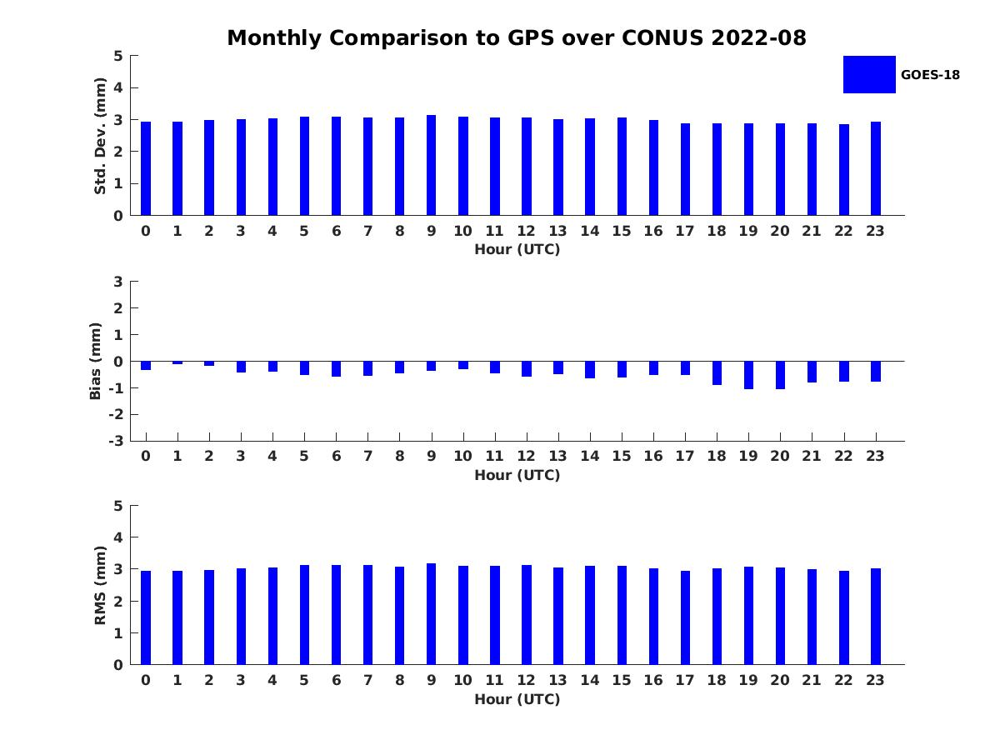 Monthly Comparison to GPS over CONUS 2022-08
GOES-18
Std. Dev. (mm)
5
4
3
2
1
0
0 1 2 3 4 5 6 7 8 9 10 11 12 13 14 15 16 17 18 19 20 21 22 23
Hour (UTC)
Bias (mm)
3
2
1
0
-1
-2
-3
0 1 2 3 4 5 6 7 8 9 10 11 12 13 14 15 16 17 18 19 20 21 22 23
Hour (UTC)
RMS (mm)
5
4
3
2
1
0
0 1 2 3 4 5 6 7 8 9 10 11 12 13 14 15 16 17 18 19 20 21 22 23
Hour (UTC)